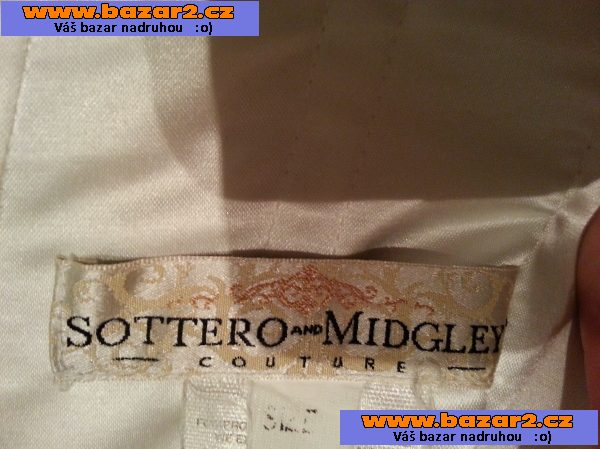 www.bazar2.cz
Váš bazar nadruhou :o)
SOTTERO AND MIDGLEY
COUTURE
www.bazar2.cz
Váš bazar nadruhou :o)